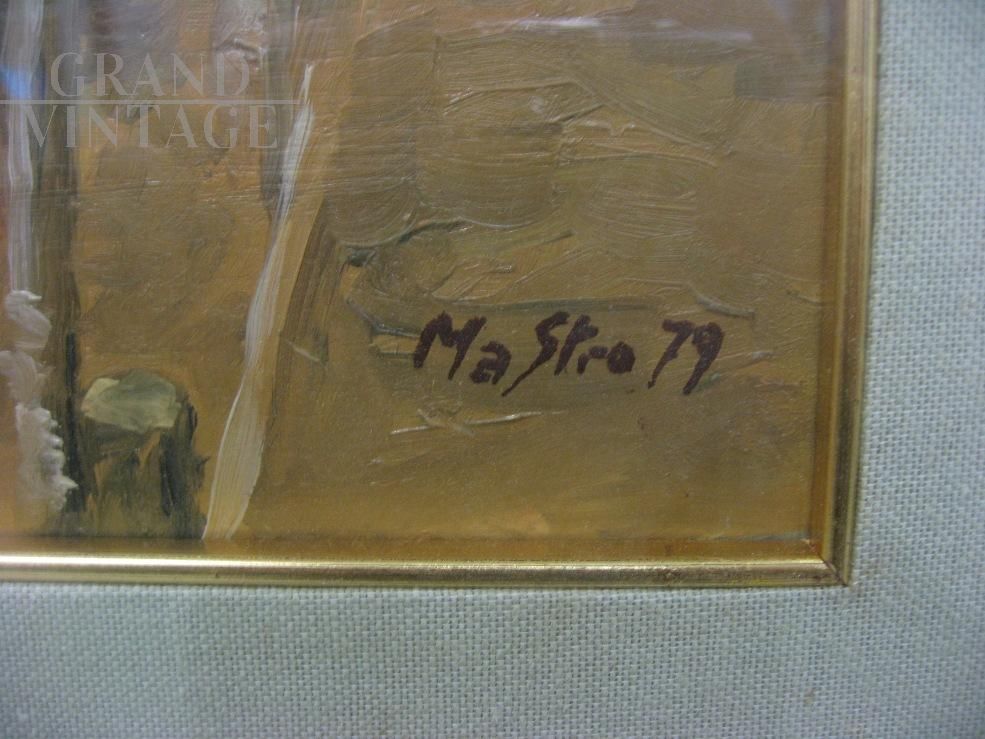 GRAND
VINTAGE
MaStro 79